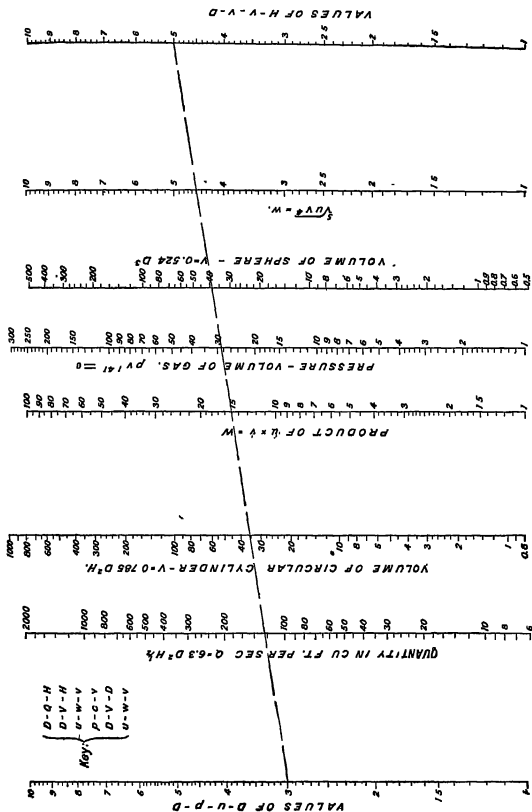 VALUES OF D-u-p-D
10 9 8 7 6 5 4 3 2 15 1
Key:
D-Q-H
D-V-H
u-w-v
p-c-v
D-V-D
u-w-v
QUANTITY IN CU FT. PER SEC Q=6.3 D²H½
2000 1000 800 600 500 400 200 100 80 60 50 40 30 20 10 8 6
VOLUME OF CIRCULAR CYLINDER-V=0.785 D²H.
1000 800 600 400 200 100 80 60 40 30 20 10 8 6 4 3 2 1 0.8
PRODUCT OF u × v = W
100 90 80 70 60 50 40 30 20 15 10 9 8 7 6 5 4 3 2 1 5 1
PRESSURE-VOLUME OF GAS. pv^1.41 = c
300 250 200 150 100 90 80 70 60 50 40 30 20 15 10 9 8 7 6 5 4 3 2 1
VOLUME OF SPHERE - V=0.524 D³
500 400 300 200 100 80 60 50 40 30 20 10 8 6 5 4 3 2 1 0.9 0.8 0.7 0.6 0.5
⁵√uv⁴ = w.
10 9 8 7 6 5 4 3 2.5 2 15 1
VALUES OF H-v-v-D
10 9 8 7 6 5 4 3 2.5 2 15 1